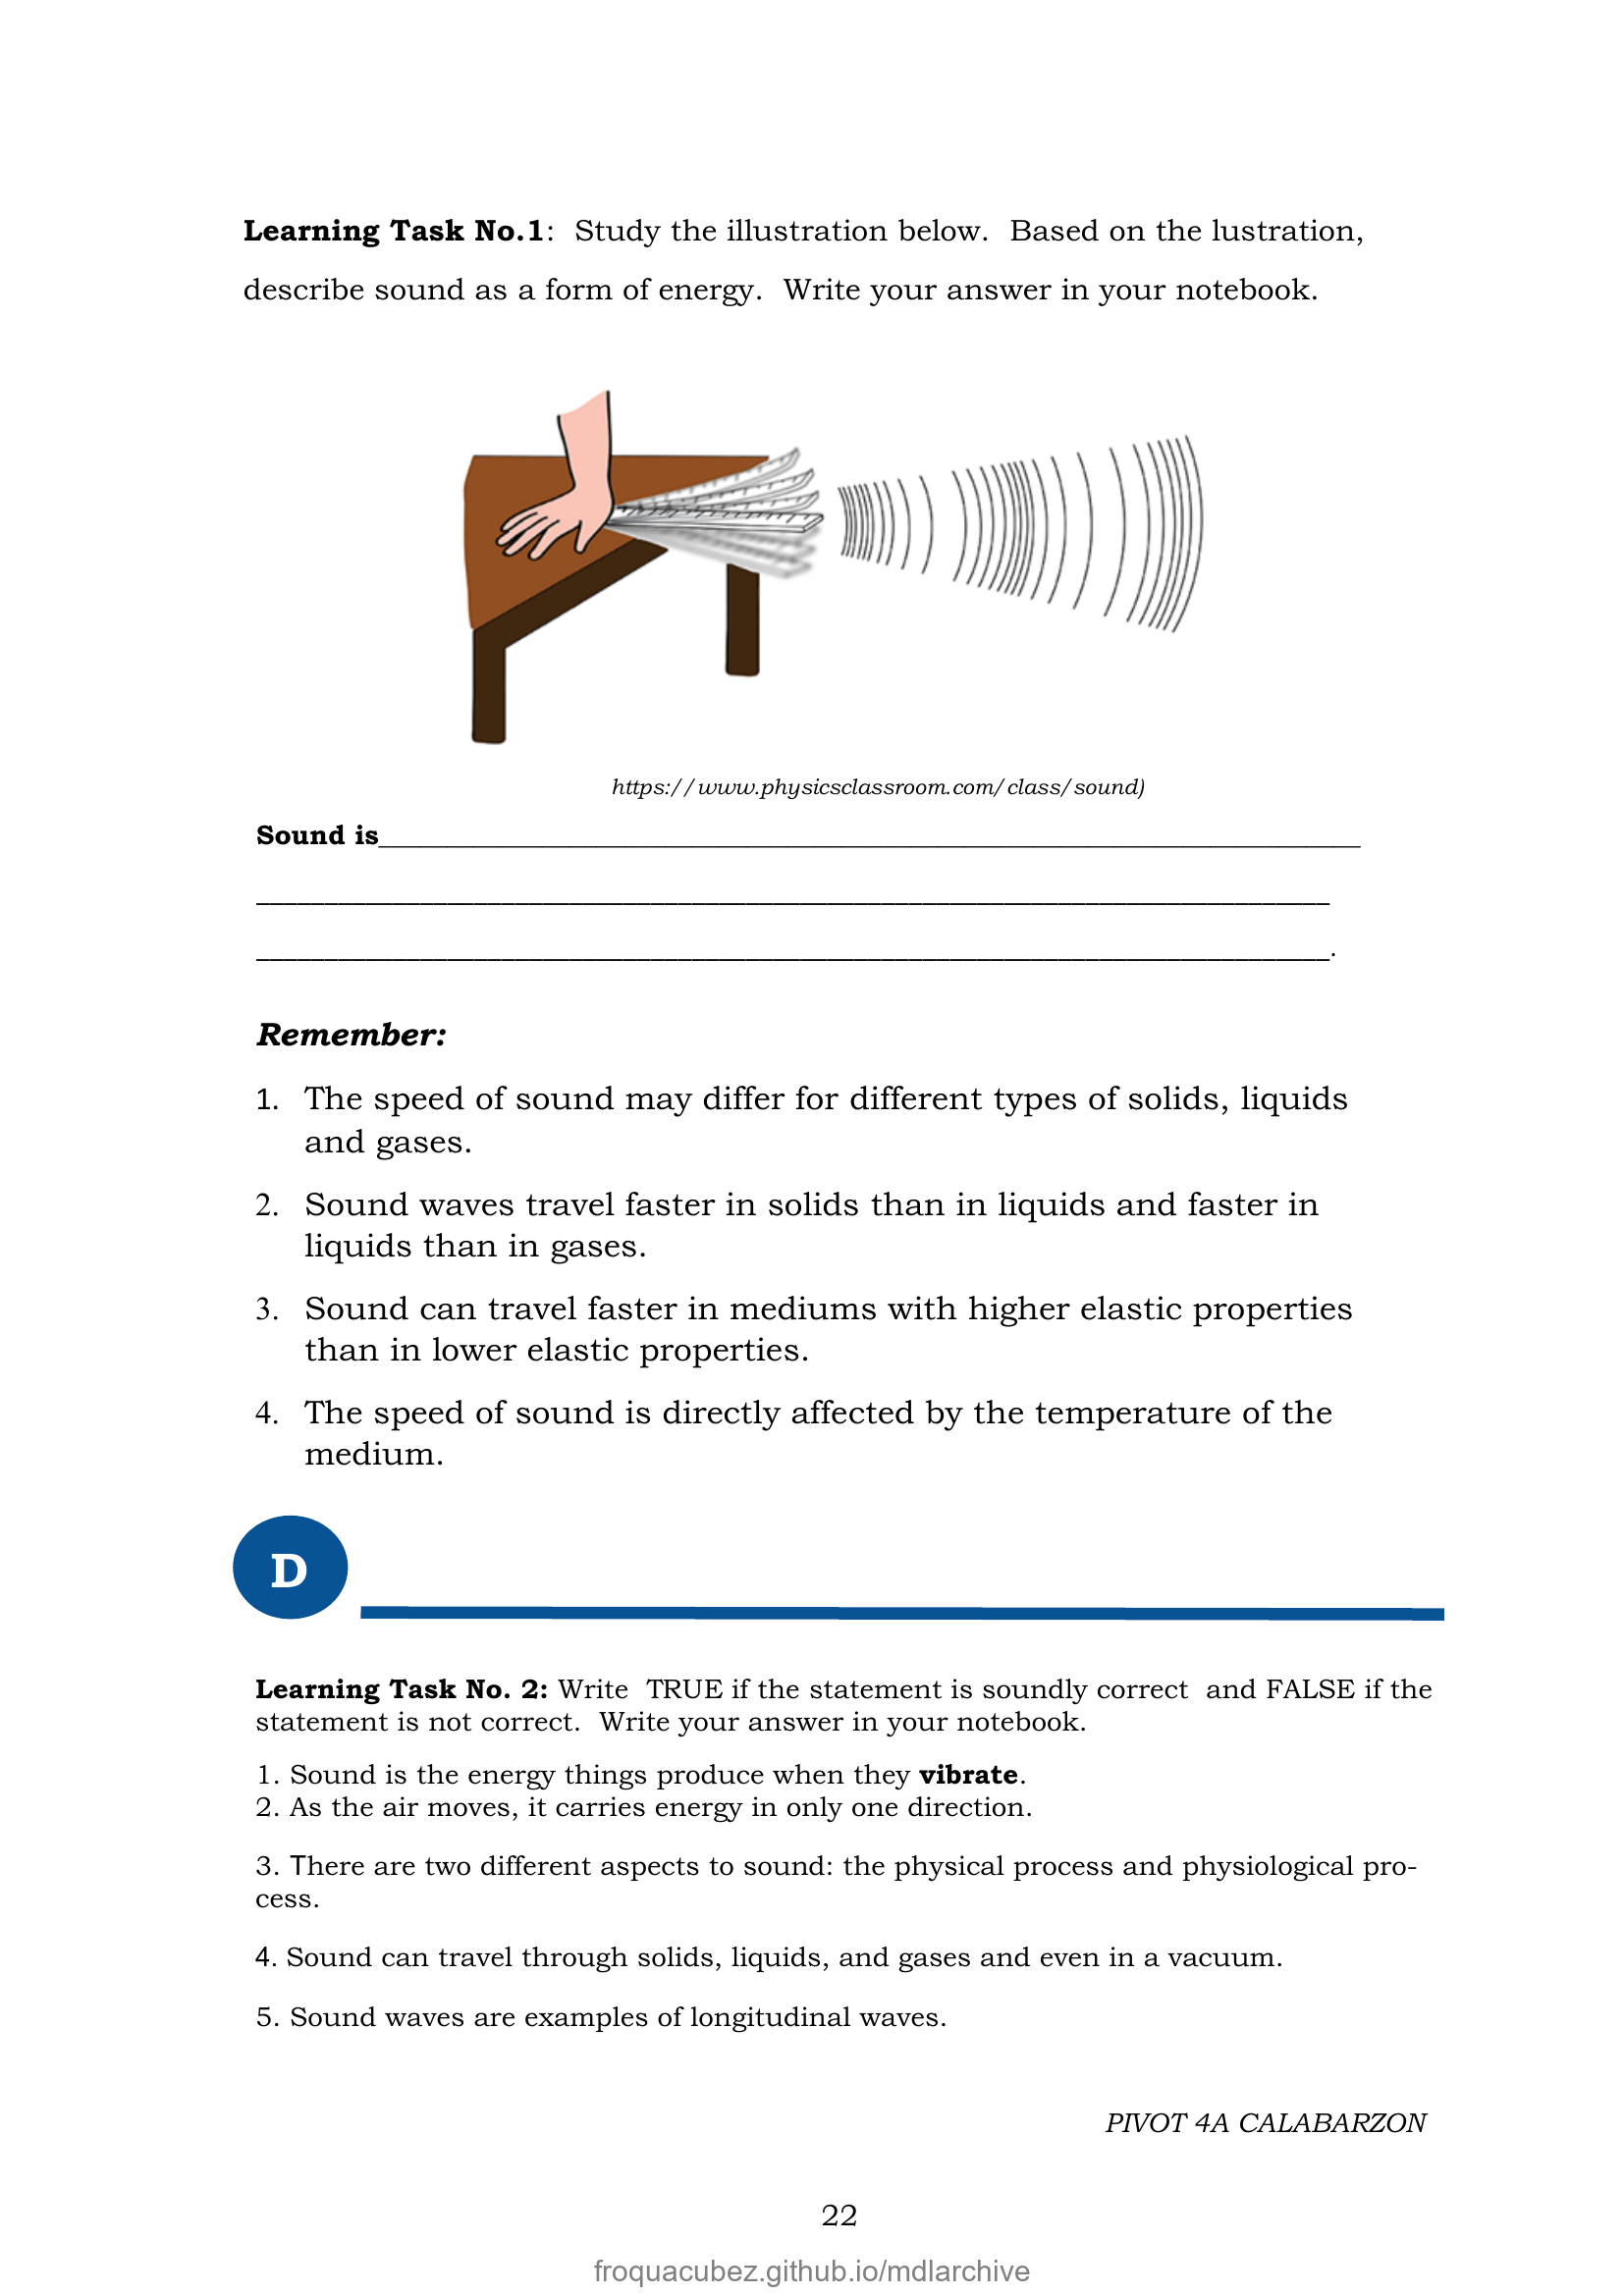 Learning Task No.1:  Study the illustration below.  Based on the lustration,
describe sound as a form of energy.  Write your answer in your notebook.
https://www.physicsclassroom.com/class/sound)
Sound is________________________________________________________________________
________________________________________________________________________________
________________________________________________________________________________.
Remember:
1. The speed of sound may differ for different types of solids, liquids
and gases.
2. Sound waves travel faster in solids than in liquids and faster in
liquids than in gases.
3. Sound can travel faster in mediums with higher elastic properties
than in lower elastic properties.
4. The speed of sound is directly affected by the temperature of the
medium.
D
Learning Task No. 2: Write  TRUE if the statement is soundly correct  and FALSE if the
statement is not correct.  Write your answer in your notebook.
1. Sound is the energy things produce when they vibrate.
2. As the air moves, it carries energy in only one direction.
3. There are two different aspects to sound: the physical process and physiological pro-
cess.
4. Sound can travel through solids, liquids, and gases and even in a vacuum.
5. Sound waves are examples of longitudinal waves.
PIVOT 4A CALABARZON
22
froquacubez.github.io/mdlarchive